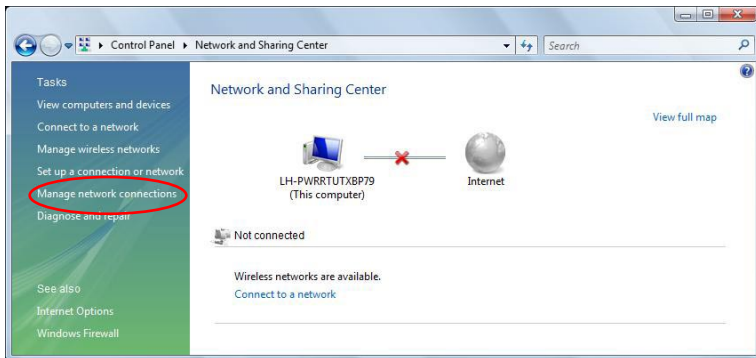 Control Panel ▸ Network and Sharing Center
Search
Tasks
View computers and devices
Connect to a network
Manage wireless networks
Set up a connection or network
Manage network connections
Diagnose and repair
See also
Internet Options
Windows Firewall
Network and Sharing Center
View full map
LH-PWRRTUTXBP79
(This computer)
Internet
Not connected
Wireless networks are available.
Connect to a network